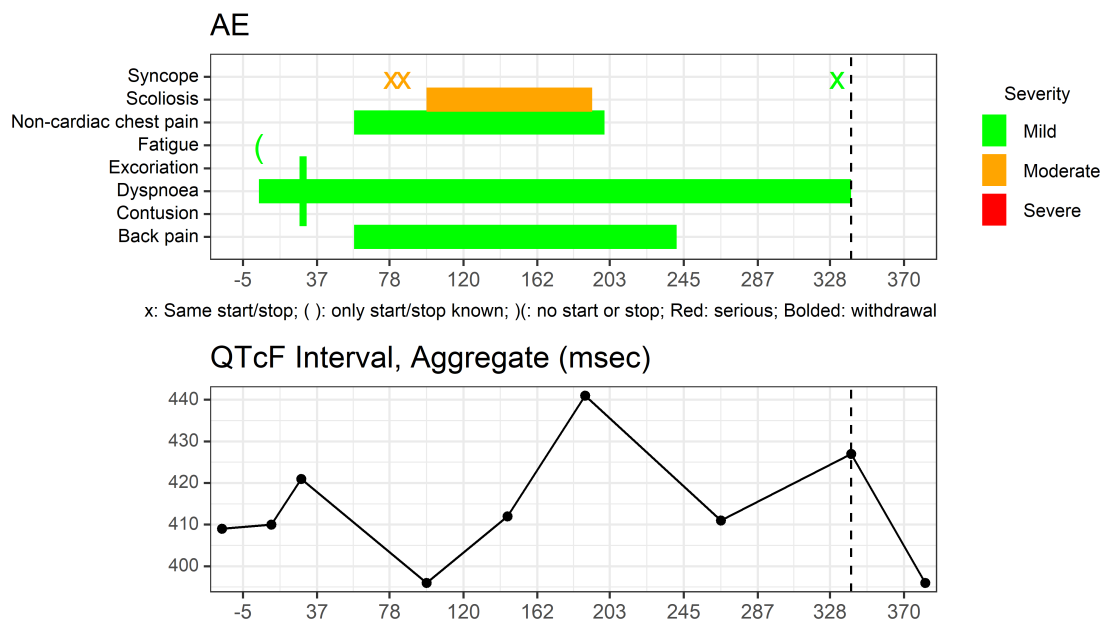 AE
Syncope
Scoliosis
Non-cardiac chest pain
Fatigue
Excoriation
Dyspnoea
Contusion
Back pain
x x x
(
-5 37 78 120 162 203 245 287 328 370
x: Same start/stop; ( ): only start/stop known; )(: no start or stop; Red: serious; Bolded: withdrawal
Severity
Mild
Moderate
Severe
QTcF Interval, Aggregate (msec)
440
430
420
410
400
-5 37 78 120 162 203 245 287 328 370